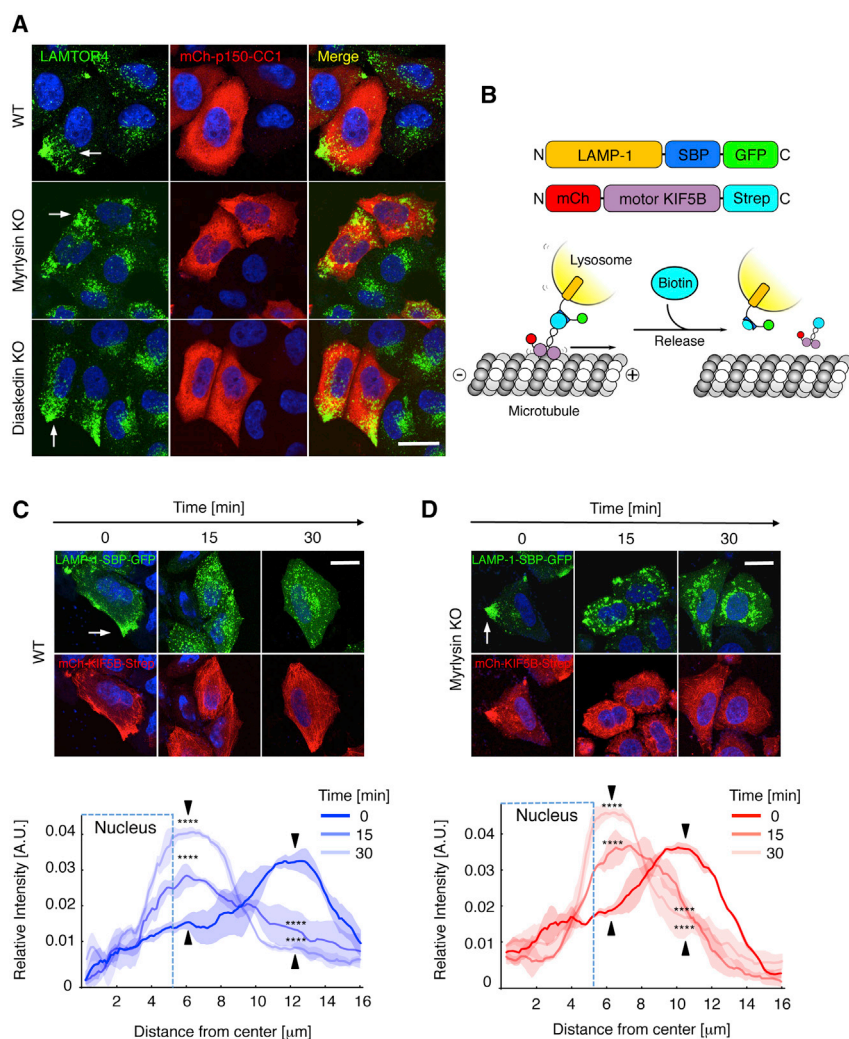 A
LAMTOR4 mCh-p150-CC1 Merge
WT
Myrlysin KO
Diaskedin KO
B
N LAMP-1 SBP GFP C
N mCh motor KIF5B Strep C
Lysosome
Biotin
Release
− +
Microtubule
C
Time [min]
0 15 30
LAMP-1-SBP-GFP
WT
mCh-KIF5B-Strep
Relative Intensity [A.U.]
Nucleus
Time [min]
0
15
30
****
****
****
****
0.04
0.03
0.02
0.01
0
2 4 6 8 10 12 14 16
Distance from center [μm]
D
Time [min]
0 15 30
LAMP-1-SBP-GFP
Myrlysin KO
mCh-KIF5B-Strep
Relative Intensity [A.U.]
Nucleus
Time [min]
0
15
30
****
****
****
****
0.04
0.03
0.02
0.01
0
2 4 6 8 10 12 14 16
Distance from center [μm]